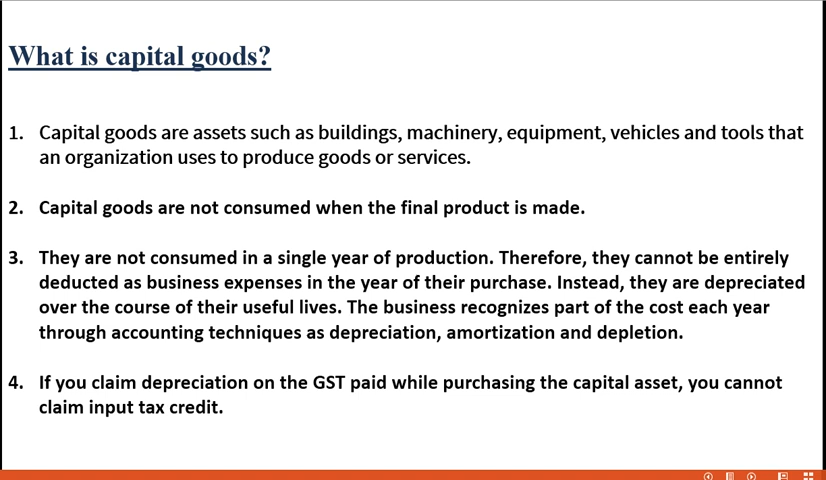 What is capital goods?
1. Capital goods are assets such as buildings, machinery, equipment, vehicles and tools that
an organization uses to produce goods or services.
2. Capital goods are not consumed when the final product is made.
3. They are not consumed in a single year of production. Therefore, they cannot be entirely
deducted as business expenses in the year of their purchase. Instead, they are depreciated
over the course of their useful lives. The business recognizes part of the cost each year
through accounting techniques as depreciation, amortization and depletion.
4. If you claim depreciation on the GST paid while purchasing the capital asset, you cannot
claim input tax credit.